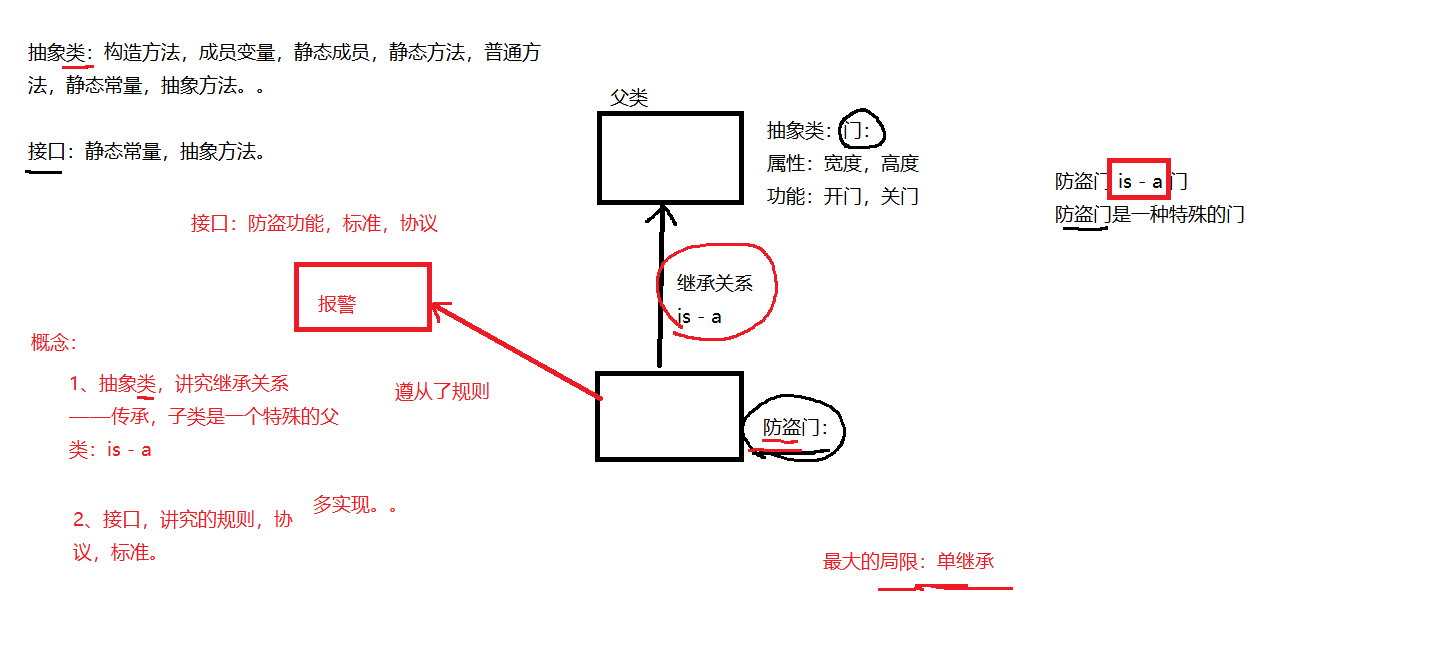 抽象类：构造方法，成员变量，静态成员，静态方法，普通方
法，静态常量，抽象方法。。
接口：静态常量，抽象方法。
父类
抽象类：门：
属性：宽度，高度
功能：开门，关门
防盗门 is - a 门
防盗门是一种特殊的门
接口：防盗功能，标准，协议
报警
继承关系
is - a
概念：
1、抽象类，讲究继承关系
——传承，子类是一个特殊的父
类：is - a
遵从了规则
防盗门：
2、接口，讲究的规则，协
议，标准。
多实现。。
最大的局限：单继承